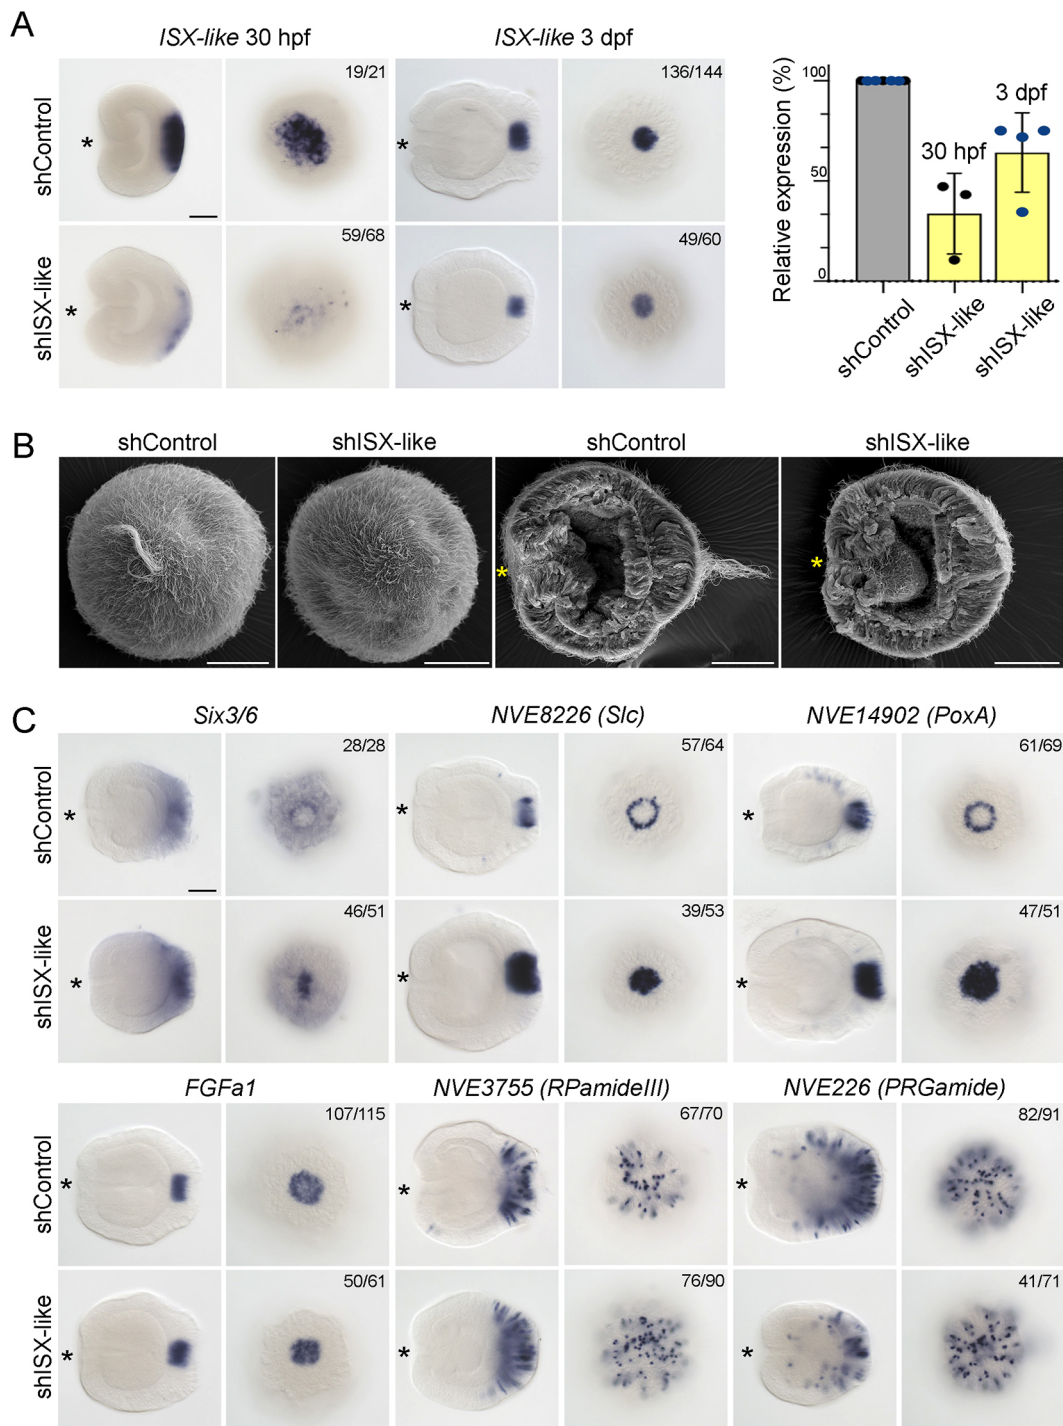 A
ISX-like 30 hpf
ISX-like 3 dpf
shControl
19/21
136/144
*
*
shISX-like
59/68
49/60
*
*
Relative expression (%)
100
50
0
30 hpf
3 dpf
shControl
shISX-like
shISX-like
B
shControl
shISX-like
shControl
shISX-like
*
*
C
Six3/6
NVE8226 (Slc)
NVE14902 (PoxA)
shControl
28/28
57/64
61/69
*
*
*
shISX-like
46/51
39/53
47/51
*
*
*
FGFa1
NVE3755 (RPamideIII)
NVE226 (PRGamide)
shControl
107/115
67/70
82/91
*
*
*
shISX-like
50/61
76/90
41/71
*
*
*